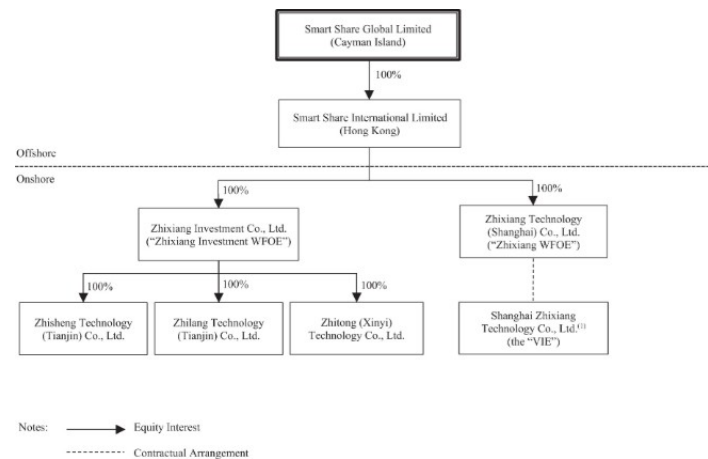 Smart Share Global Limited
(Cayman Island)
100%
Smart Share International Limited
(Hong Kong)
Offshore
Onshore
100%
100%
Zhixiang Investment Co., Ltd.
(“Zhixiang Investment WFOE”)
Zhixiang Technology
(Shanghai) Co., Ltd.
(“Zhixiang WFOE”)
100%
100%
100%
Zhisheng Technology
(Tianjin) Co., Ltd.
Zhilang Technology
(Tianjin) Co., Ltd.
Zhitong (Xinyi)
Technology Co., Ltd.
Shanghai Zhixiang
Technology Co., Ltd.(1)
(the “VIE”)
Notes:
Equity Interest
Contractual Arrangement